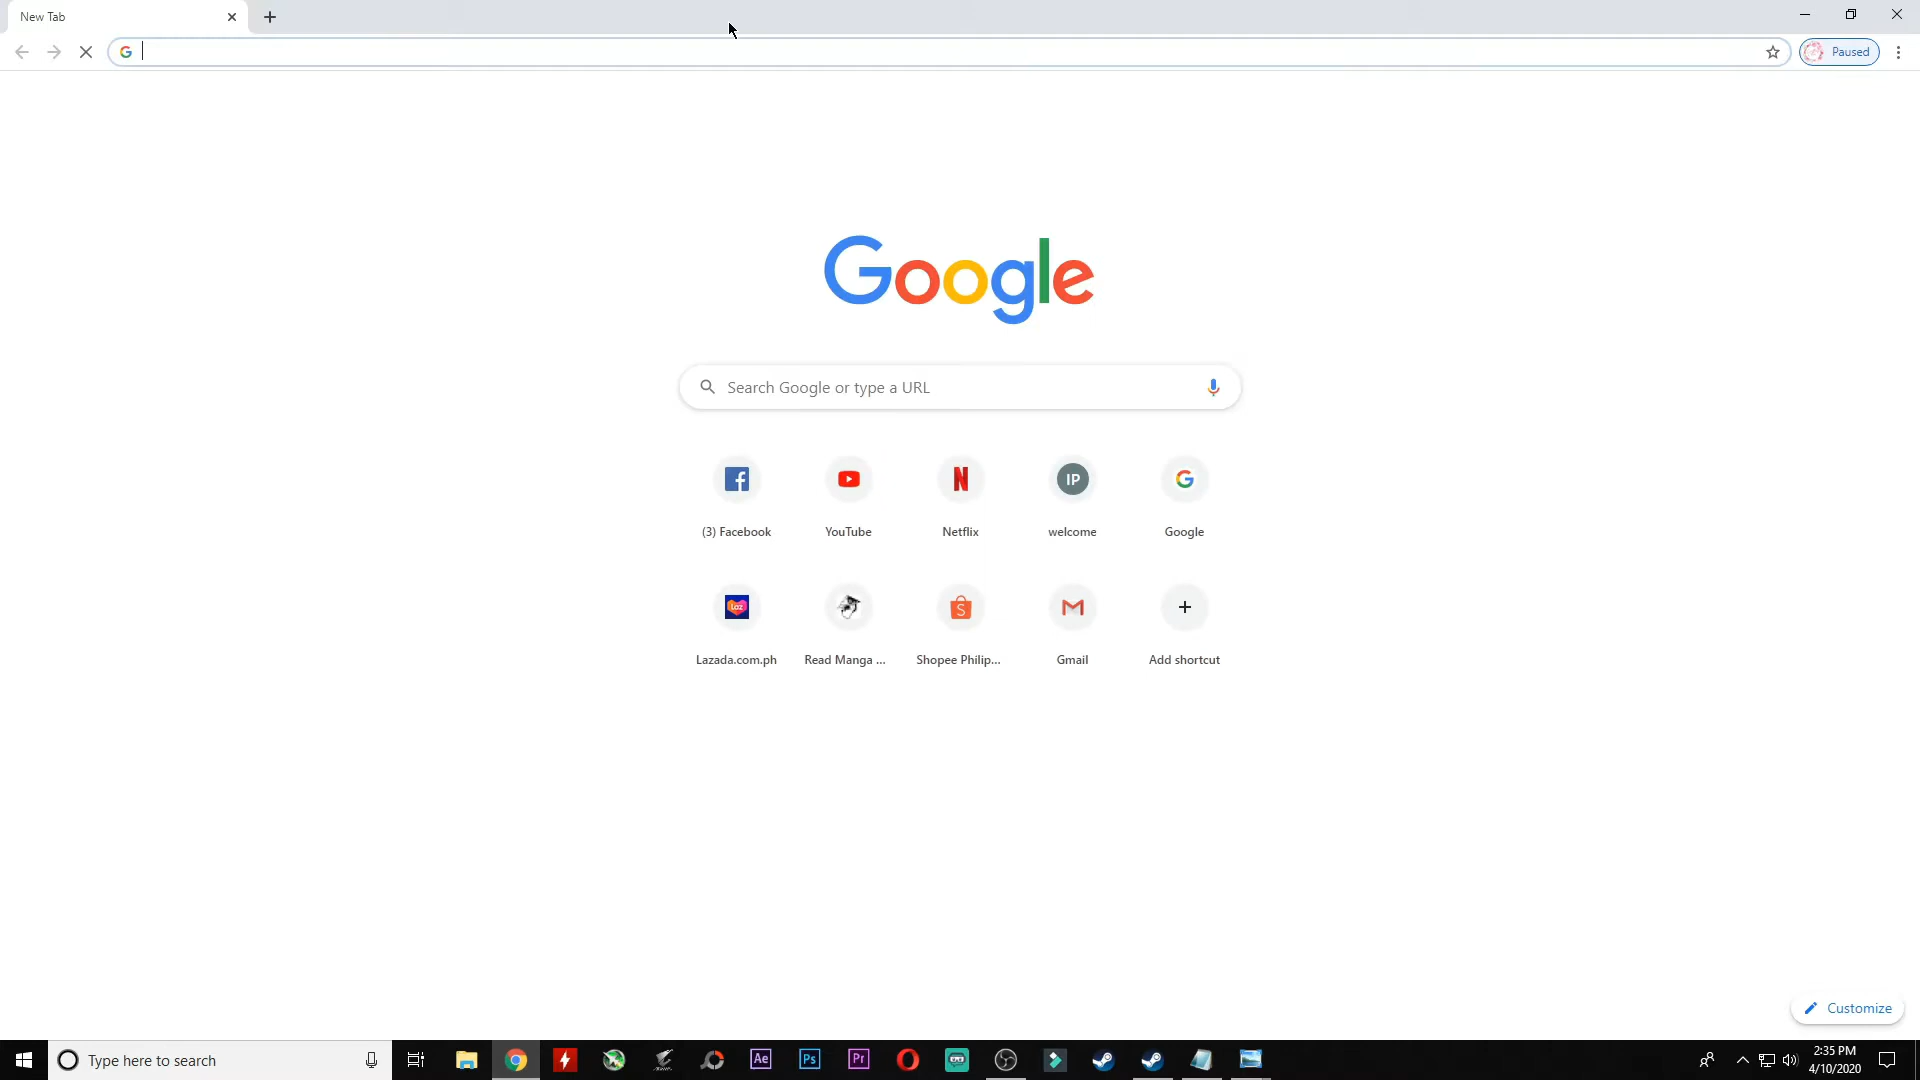 New Tab
Paused
Google
Search Google or type a URL
(3) Facebook
YouTube
Netflix
IP
welcome
Google
Laz
Lazada.com.ph
Read Manga ...
Shopee Philip...
Gmail
Add shortcut
Customize
Type here to search
Ae
Ps
Pr
2:35 PM
4/10/2020